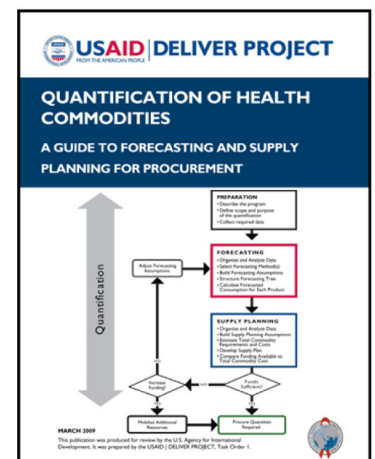 USAID | DELIVER PROJECT
FROM THE AMERICAN PEOPLE
QUANTIFICATION OF HEALTH
COMMODITIES
A GUIDE TO FORECASTING AND SUPPLY
PLANNING FOR PROCUREMENT
PREPARATION
• Describe the program
• Define scope and purpose
of the quantification
• Collect required data
FORECASTING
• Organize and Analyze Data
• Select Forecasting Method(s)
• Build Forecasting Assumptions
• Structure Forecasting Tree
• Calculate Forecasted
Consumption for Each Product
Adjust Forecasting
Assumptions
Quantification
SUPPLY PLANNING
• Organize and Analyze Data
• Build Supply Planning Assumptions
• Estimate Total Commodity
Requirements and Costs
• Develop Supply Plan
• Compare Funding Available to
Total Commodity Cost
NO
Increase
Funding?
NO
Funds
Sufficient?
YES
YES
Mobilize Additional
Resources
Procure Quantities
Required
MARCH 2009
This publication was produced for review by the U.S. Agency for International
Development. It was prepared by the USAID | DELIVER PROJECT, Task Order 1.